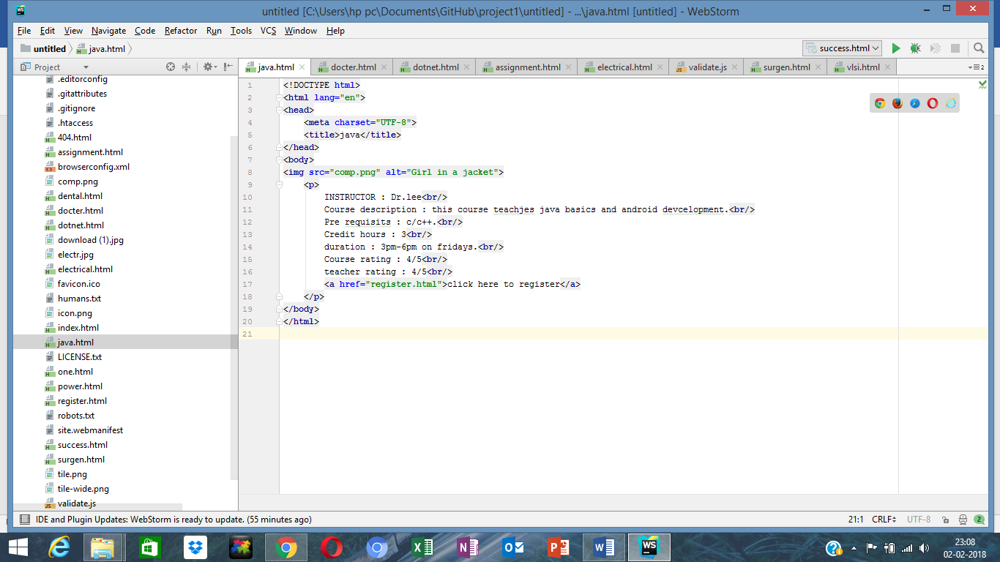 untitled [C:\Users\hp pc\Documents\GitHub\project1\untitled] - ...\java.html [untitled] - WebStorm
File Edit View Navigate Code Refactor Run Tools VCS Window Help
untitled java.html success.html
Project
java.html docter.html dotnet.html assignment.html electrical.html validate.js surgen.html vlsi.html 2
.editorconfig
.gitattributes
.gitignore
.htaccess
404.html
assignment.html
browserconfig.xml
comp.png
dental.html
docter.html
dotnet.html
download (1).jpg
electr.jpg
electrical.html
favicon.ico
humans.txt
icon.png
index.html
java.html
LICENSE.txt
one.html
power.html
register.html
robots.txt
site.webmanifest
success.html
surgen.html
tile.png
tile-wide.png
validate.js
1 <!DOCTYPE html>
2 <html lang="en">
3 <head>
4 <meta charset="UTF-8">
5 <title>java</title>
6 </head>
7 <body>
8 <img src="comp.png" alt="Girl in a jacket">
9 <p>
10 INSTRUCTOR : Dr.lee<br/>
11 Course description : this course teachjes java basics and android devcelopment.<br/>
12 Pre requisits : c/c++.<br/>
13 Credit hours : 3<br/>
14 duration : 3pm-6pm on fridays.<br/>
15 Course rating : 4/5<br/>
16 teacher rating : 4/5<br/>
17 <a href="register.html">click here to register</a>
18 </p>
19 </body>
20 </html>
21
IDE and Plugin Updates: WebStorm is ready to update. (55 minutes ago) 21:1 CRLF UTF-8 2
23:08
02-02-2018